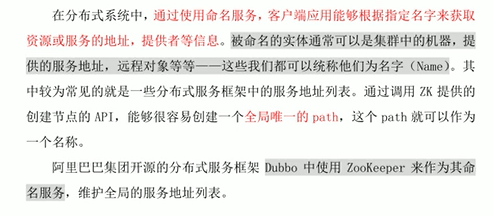 在分布式系统中，通过使用命名服务，客户端应用能够根据指定名字来获取
资源或服务的地址，提供者等信息。被命名的实体通常可以是集群中的机器，提
供的服务地址，远程对象等等——这些我们都可以统称他们为名字（Name）。其
中较为常见的就是一些分布式服务框架中的服务地址列表。通过调用 ZK 提供的
创建节点的 API，能够很容易创建一个全局唯一的 path，这个 path 就可以作为
一个名称。
阿里巴巴集团开源的分布式服务框架 Dubbo 中使用 ZooKeeper 来作为其命
名服务，维护全局的服务地址列表。